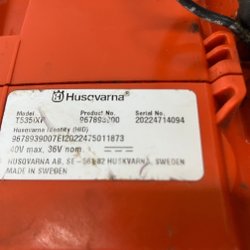 Husqvarna
Model Product No. Serial No.
T535iXP 967893900 20224714094
Husqvarna Identity (HID)
9678939007E12022475011873
40V max. 36V nom.
HUSQVARNA AB, SE - 561 82 HUSKVARNA, SWEDEN
MADE IN SWEDEN